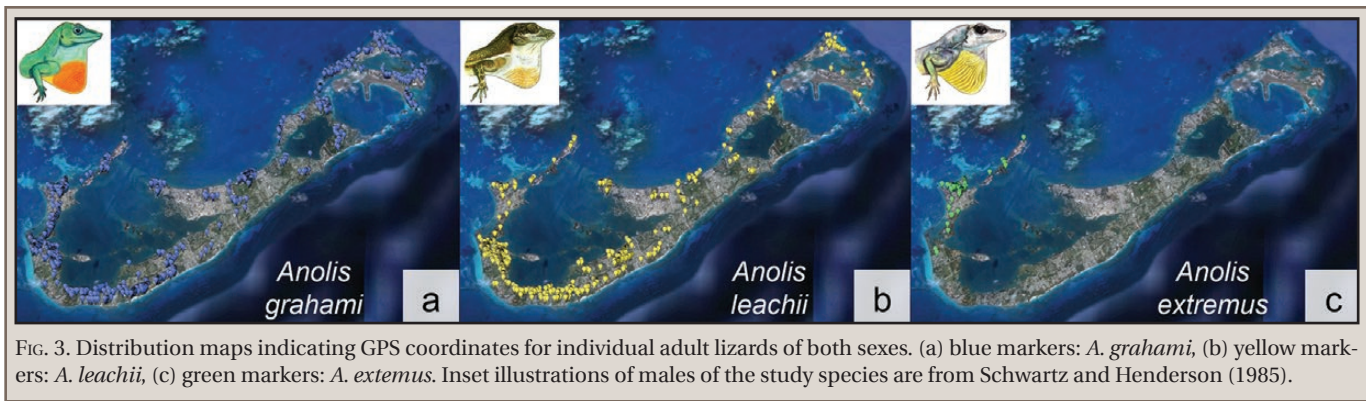 Anolis
grahami
a
Anolis
leachii
b
Anolis
extremus
c
FIG. 3. Distribution maps indicating GPS coordinates for individual adult lizards of both sexes. (a) blue markers: A. grahami, (b) yellow mark-
ers: A. leachii, (c) green markers: A. extemus. Inset illustrations of males of the study species are from Schwartz and Henderson (1985).